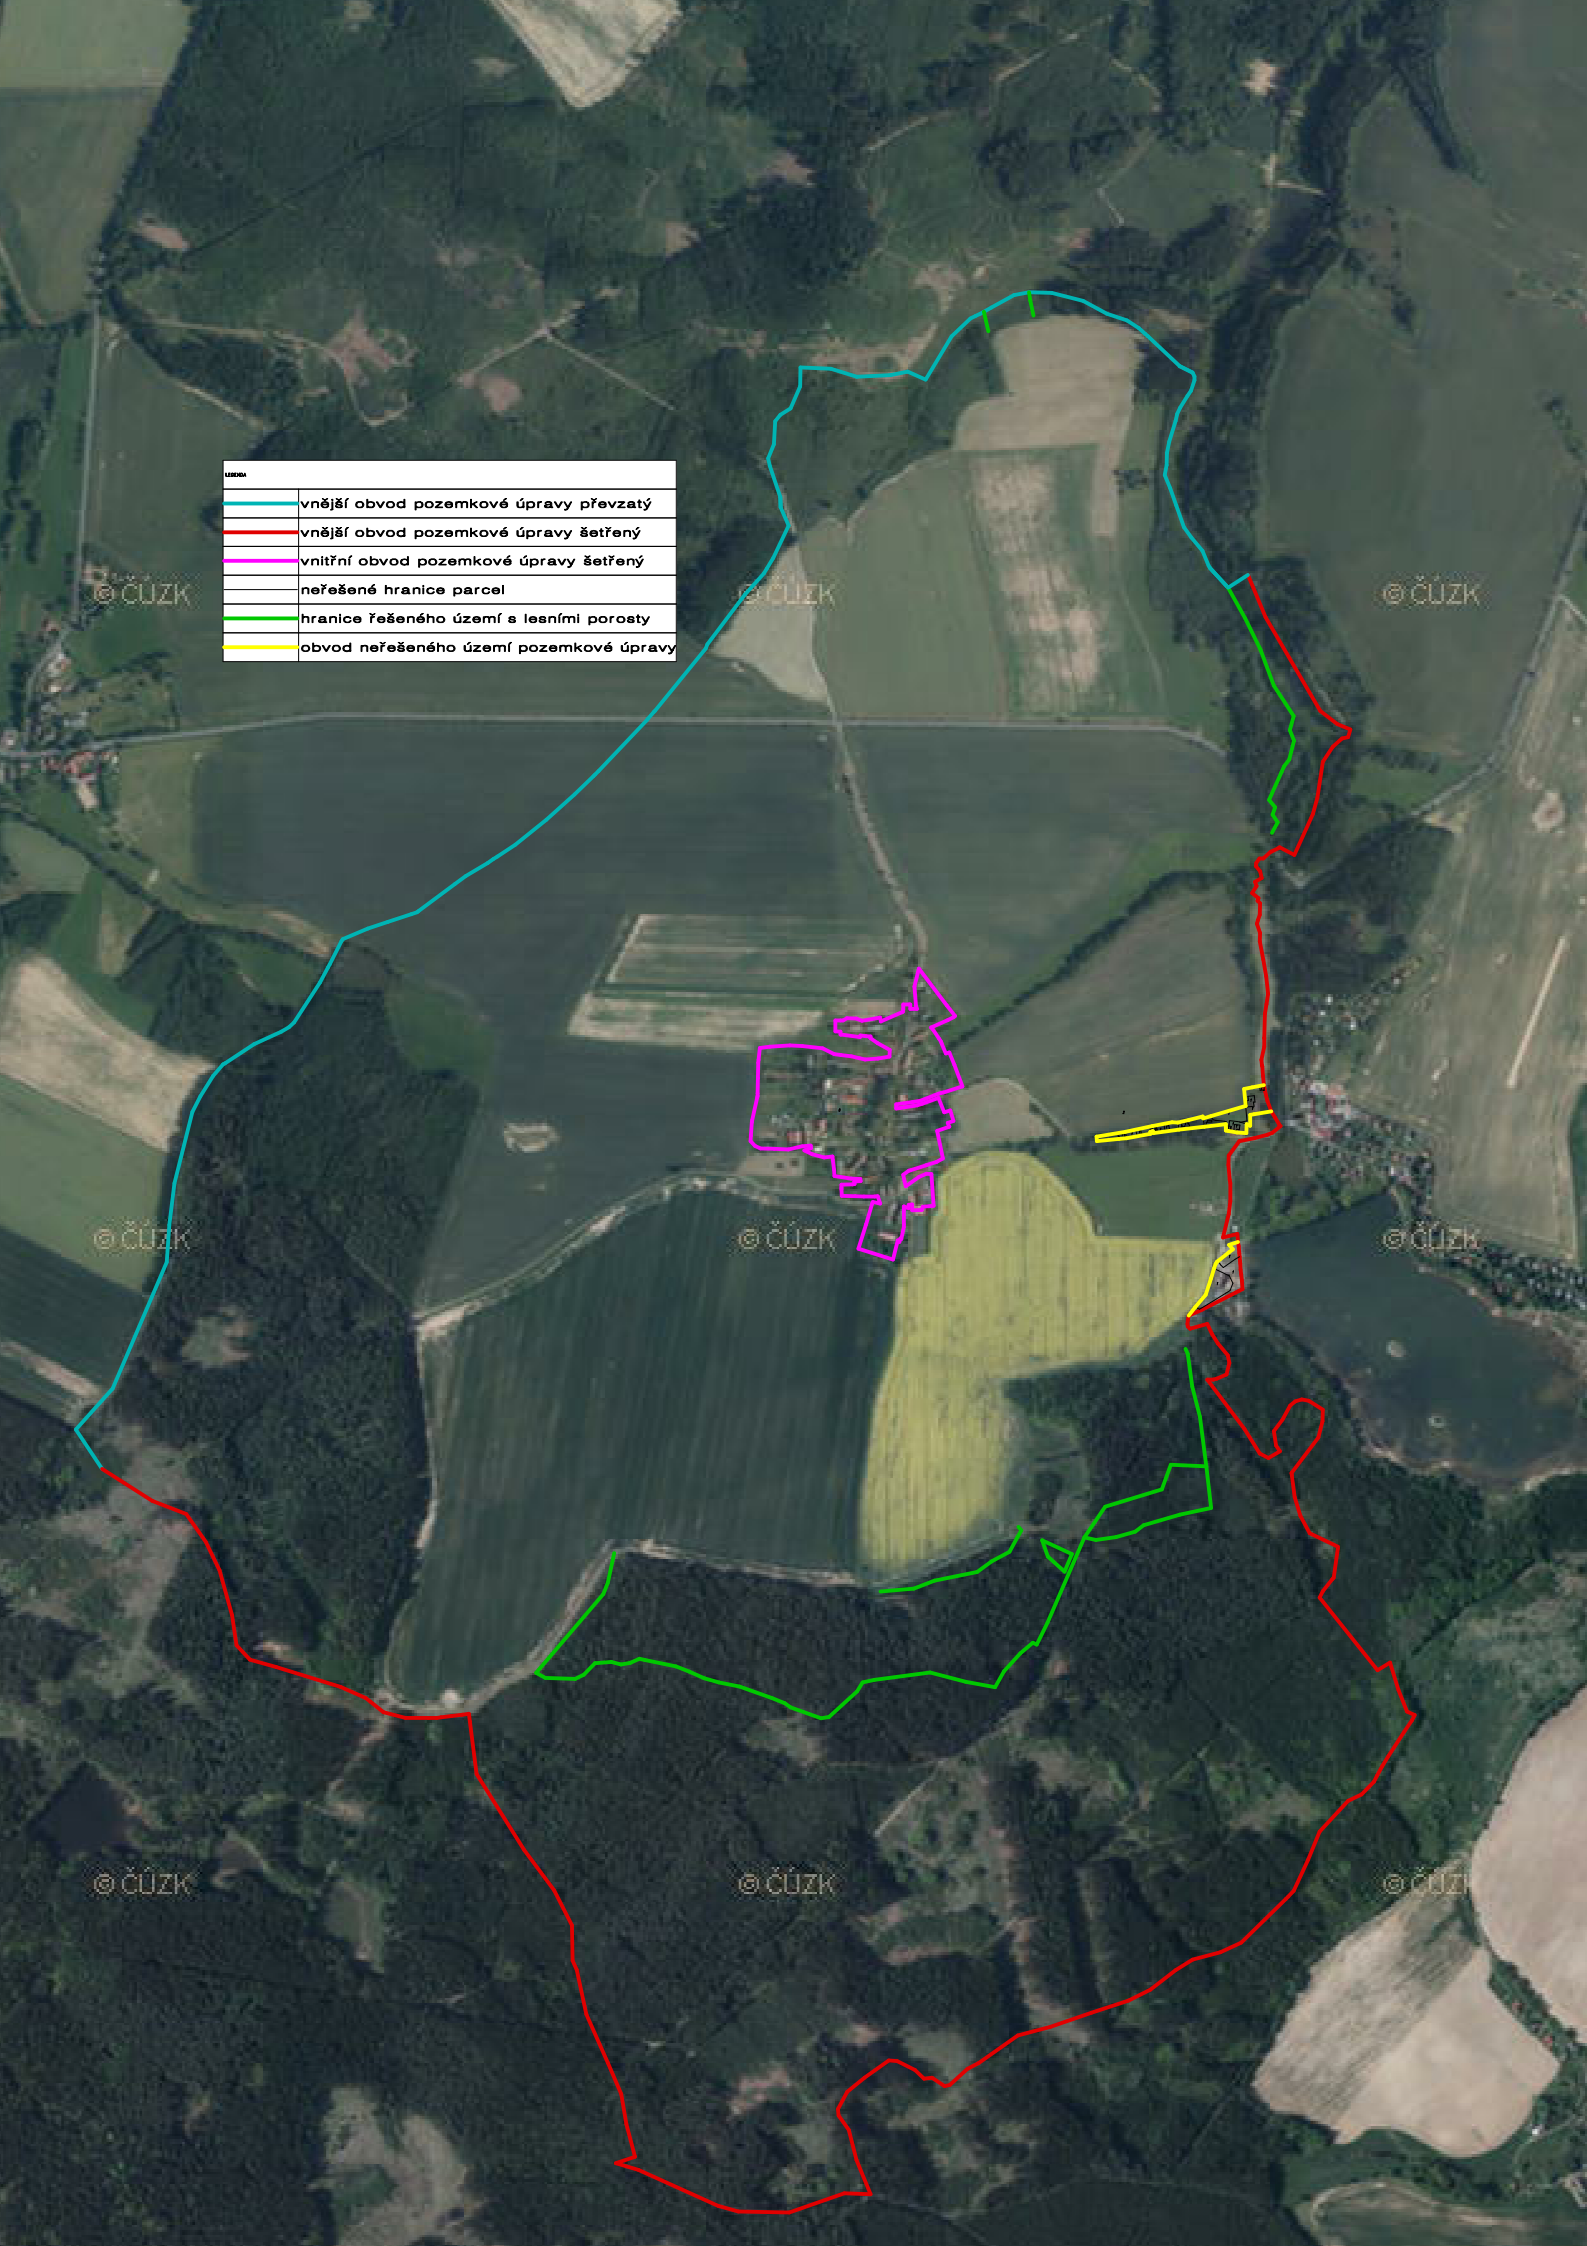 LEGENDA
vnější obvod pozemkové úpravy převzatý
vnější obvod pozemkové úpravy šetřený
vnitřní obvod pozemkové úpravy šetřený
neřešené hranice parcel
hranice řešeného území s lesními porosty
obvod neřešeného území pozemkové úpravy
© ČÚZK
© ČÚZK
© ČÚZK
© ČÚZK
© ČÚZK
© ČÚZK
© ČÚZK
© ČÚZK
© ČÚZK